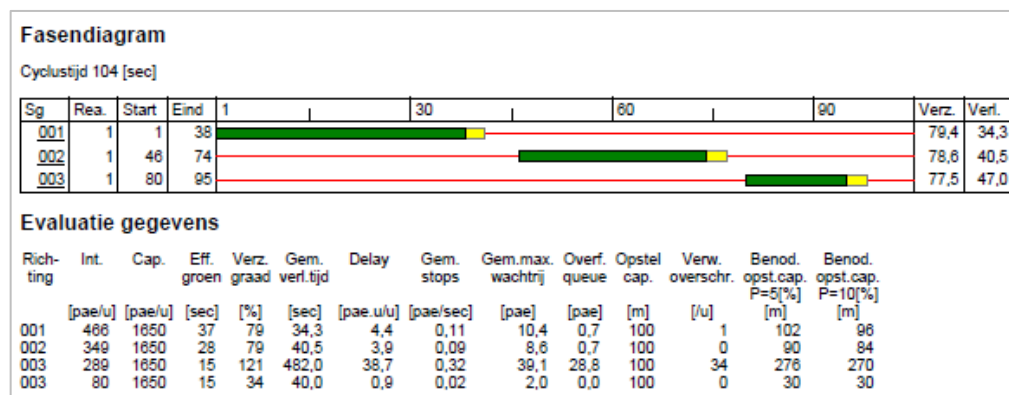 Fasendiagram
Cyclustijd 104 [sec]
Sg Rea. Start Eind 1 30 60 90 Verz. Verl.
001 1 1 38 79,4 34,3
002 1 46 74 78,6 40,5
003 1 80 95 77,5 47,0
Evaluatie gegevens
Rich- Int. Cap. Eff. Verz. Gem. Delay Gem. Gem.max. Overf. Opstel Verw. Benod. Benod.
ting groen graad verl.tijd stops wachtrij queue cap. overschr. opst.cap. opst.cap.
P=5[%] P=10[%]
[pae/u] [pae/u] [sec] [%] [sec] [pae.u/u] [pae/sec] [pae] [pae] [m] [/u] [m] [m]
001 466 1650 37 79 34,3 4,4 0,11 10,4 0,7 100 1 102 96
002 349 1650 28 79 40,5 3,9 0,09 8,6 0,7 100 0 90 84
003 289 1650 15 121 482,0 38,7 0,32 39,1 28,8 100 34 276 270
003 80 1650 15 34 40,0 0,9 0,02 2,0 0,0 100 0 30 30